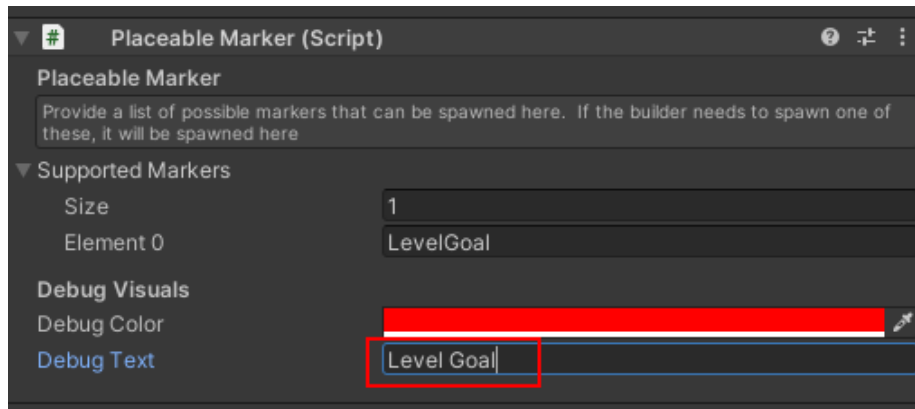 Placeable Marker (Script)
Placeable Marker
Provide a list of possible markers that can be spawned here. If the builder needs to spawn one of
these, it will be spawned here
Supported Markers
Size 1
Element 0 LevelGoal
Debug Visuals
Debug Color
Debug Text Level Goal